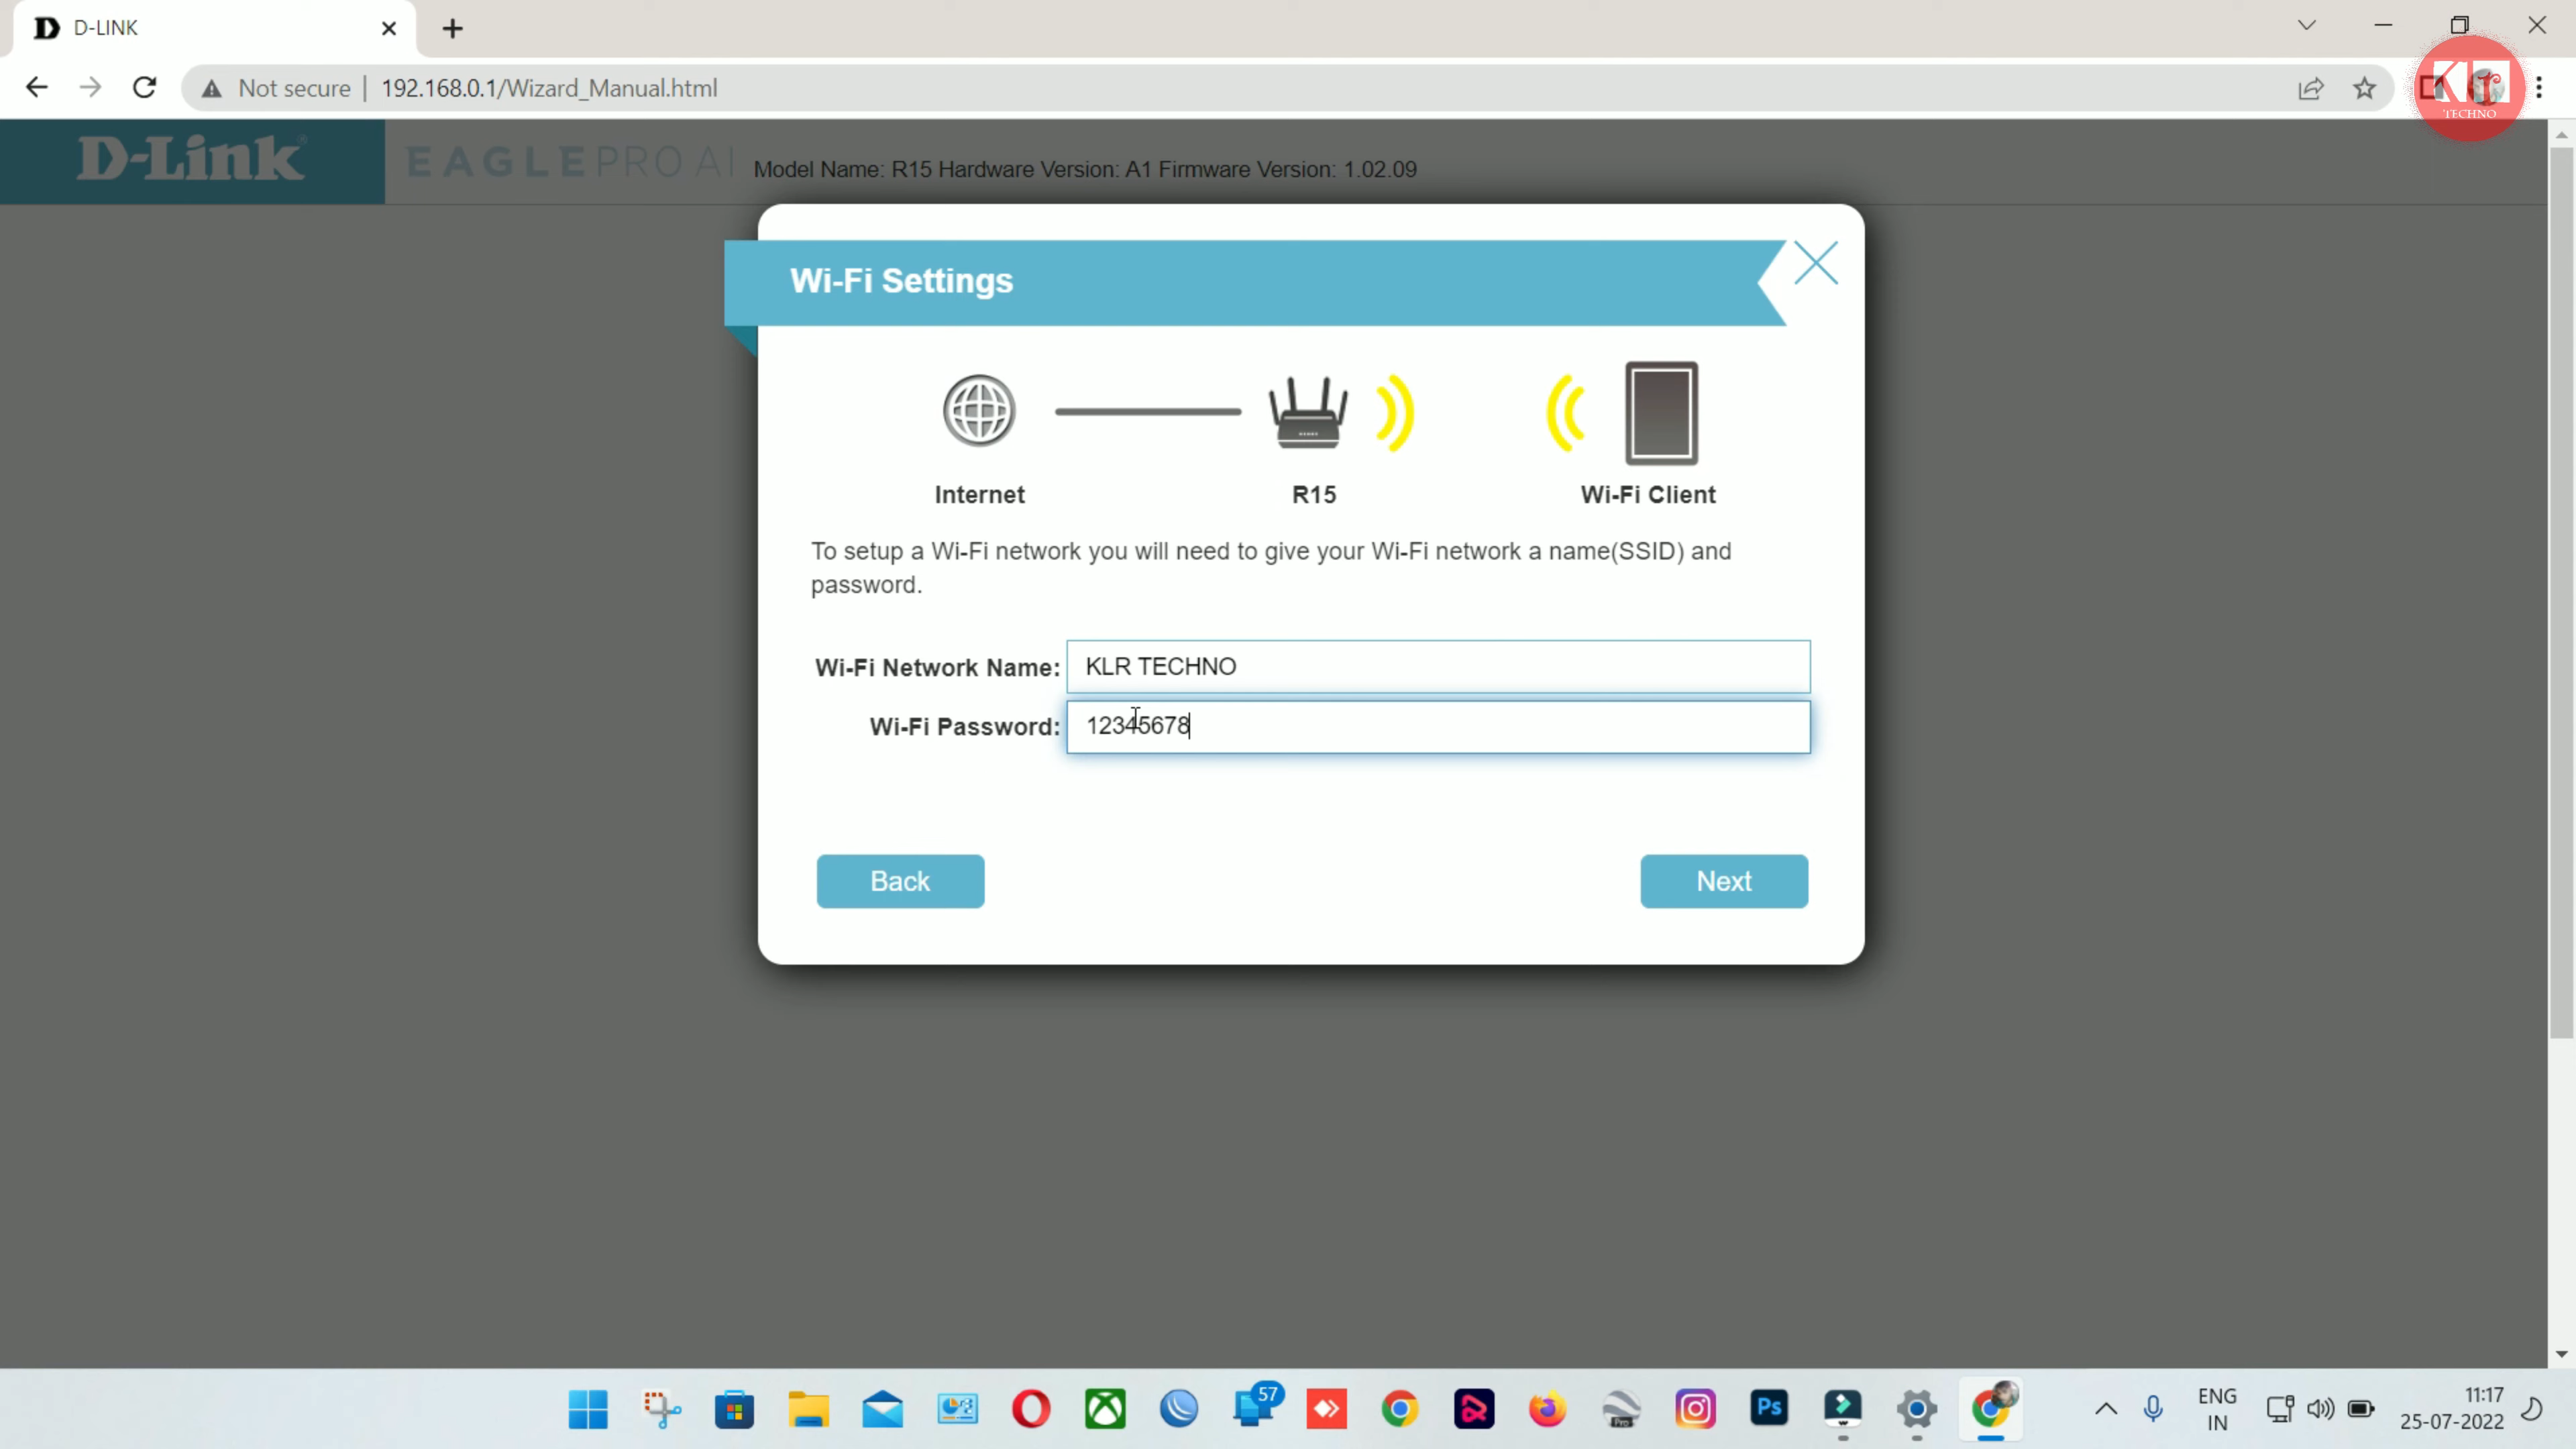 D-LINK
Not secure | 192.168.0.1/Wizard_Manual.html
TECHNO
D-Link®
EAGLE PRO AI
Model Name: R15 Hardware Version: A1 Firmware Version: 1.02.09
Wi-Fi Settings
Internet
R15
Wi-Fi Client
To setup a Wi-Fi network you will need to give your Wi-Fi network a name(SSID) and
password.
Wi-Fi Network Name: KLR TECHNO
Wi-Fi Password: 12345678
Back
Next
57
Pro
Ps
ENG
IN
11:17
25-07-2022